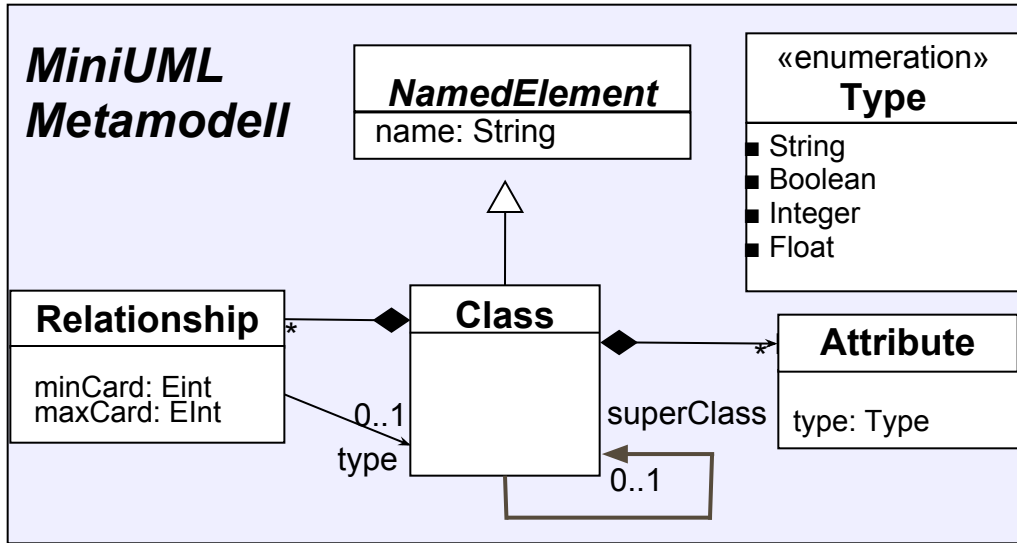 MiniUML
Metamodell
NamedElement
name: String
«enumeration»
Type
String
Boolean
Integer
Float
Relationship
*
minCard: Eint
maxCard: EInt
0..1
type
Class
superClass
0..1
*
Attribute
type: Type